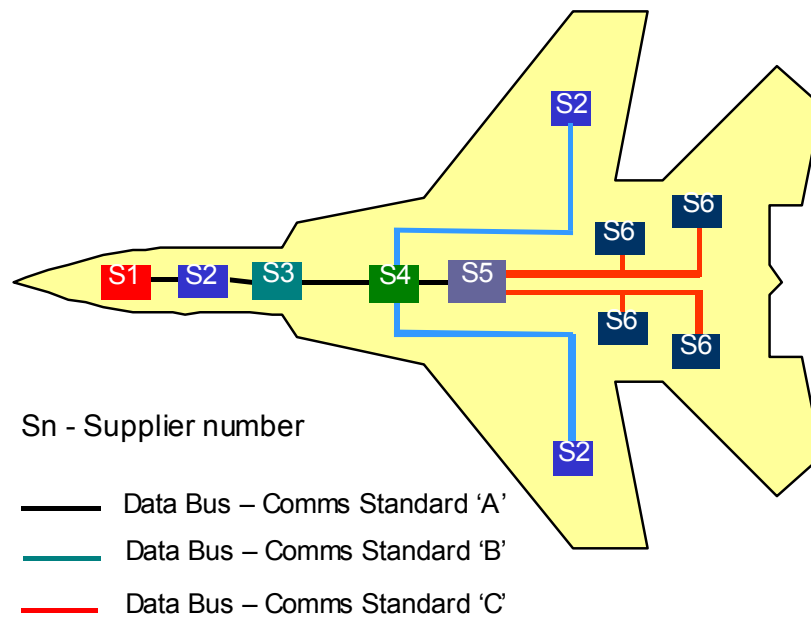 S2
S6
S6
S1 S2 S3 S4 S5
S6
S6
Sn - Supplier number
S2
Data Bus – Comms Standard ‘A’
Data Bus – Comms Standard ‘B’
Data Bus – Comms Standard ‘C’